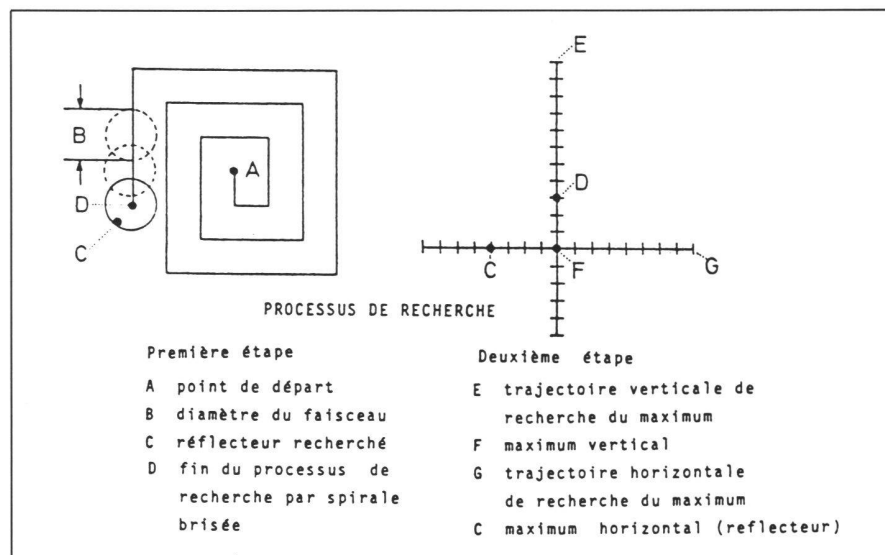 E
B
A
D
D
C
C
F
G
PROCESSUS DE RECHERCHE
Première étape
A point de départ
B diamètre du faisceau
C réflecteur recherché
D fin du processus de
recherche par spirale
brisée
Deuxième étape
E trajectoire verticale de
recherche du maximum
F maximum vertical
G trajectoire horizontale
de recherche du maximum
C maximum horizontal (reflecteur)